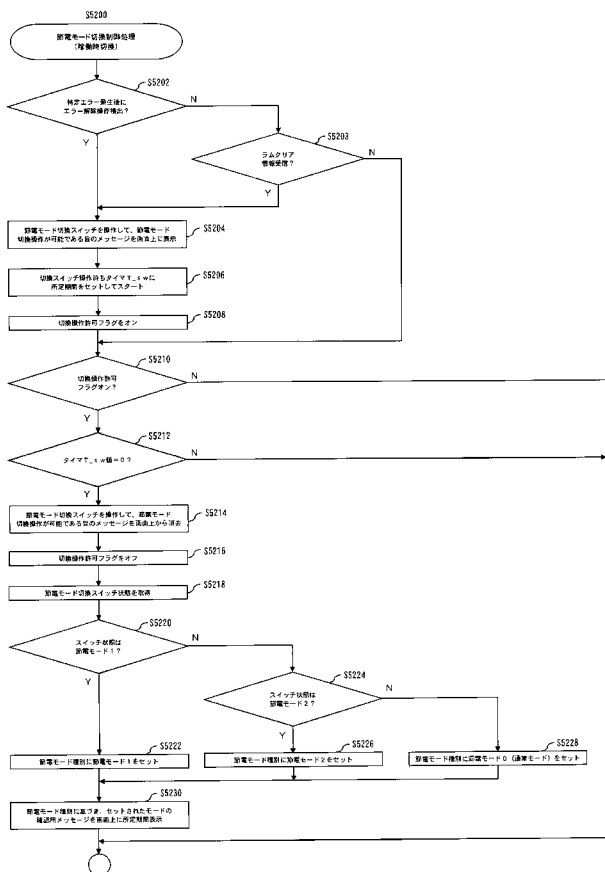 S5200
節電モード切換制御処理
(稼働時切換)
S5202
特定エラー発生後に
エラー解除操作検出?
N
Y
S5203
ラムクリア
情報受信?
N
Y
節電モード切換スイッチを操作して、節電モード
切換操作が可能である旨のメッセージを画面上に表示
S5204
切換スイッチ操作待ちタイマT_swに
所定期間をセットしてスタート
S5206
切換操作許可フラグをオン
S5208
S5210
切換操作許可
フラグオン?
N
Y
S5212
タイマT_sw値=0?
N
Y
節電モード切換スイッチを操作して、節電モード
切換操作が可能である旨のメッセージを画面上から消去
S5214
切換操作許可フラグをオフ
S5216
節電モード切換スイッチ状態を取得
S5218
S5220
スイッチ状態は
節電モード1?
N
Y
S5224
スイッチ状態は
節電モード2?
N
Y
S5222
節電モード種別に節電モード1をセット
S5226
節電モード種別に節電モード2をセット
S5228
節電モード種別に節電モード0(通常モード)をセット
S5230
節電モード種別に基づき、セットされたモードの
確認用メッセージを画面上に所定期間表示